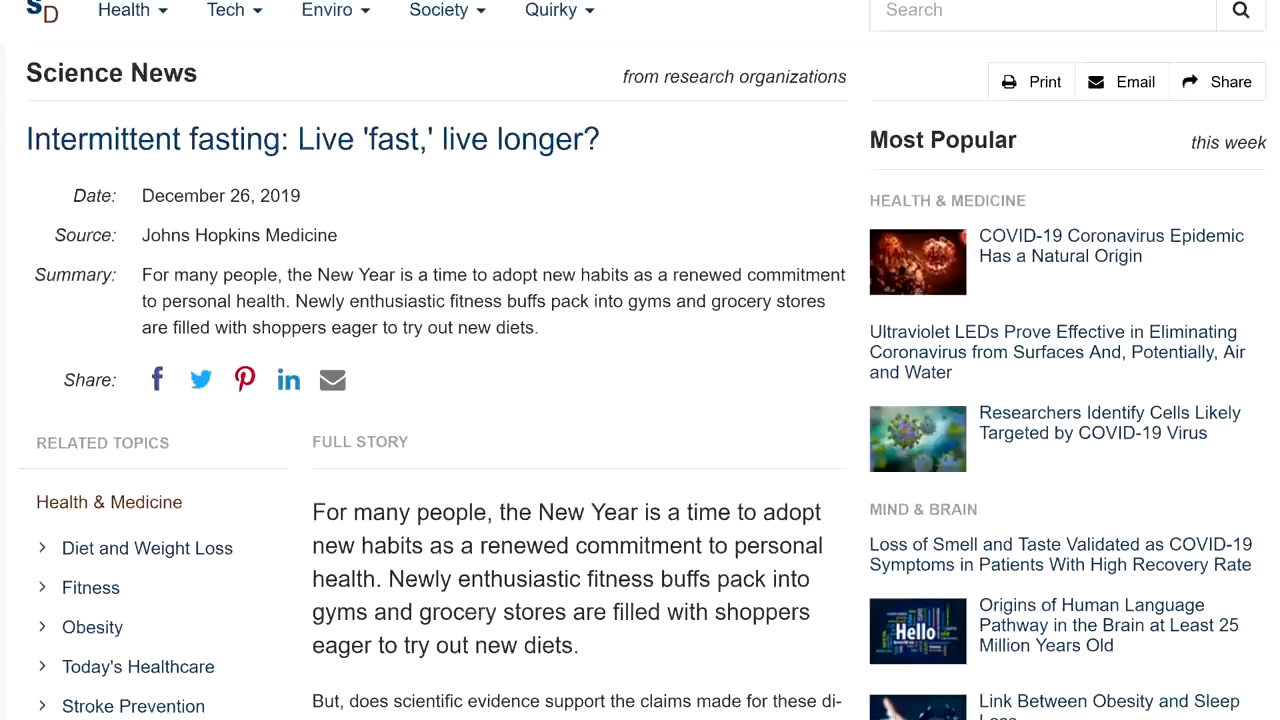 SD
Health
Tech
Enviro
Society
Quirky
Search
Science News
from research organizations
Print
Email
Share
Intermittent fasting: Live 'fast,' live longer?
Date:
December 26, 2019
Source:
Johns Hopkins Medicine
Summary:
For many people, the New Year is a time to adopt new habits as a renewed commitment
to personal health. Newly enthusiastic fitness buffs pack into gyms and grocery stores
are filled with shoppers eager to try out new diets.
Share:
RELATED TOPICS
Health & Medicine
Diet and Weight Loss
Fitness
Obesity
Today's Healthcare
Stroke Prevention
FULL STORY
For many people, the New Year is a time to adopt
new habits as a renewed commitment to personal
health. Newly enthusiastic fitness buffs pack into
gyms and grocery stores are filled with shoppers
eager to try out new diets.
But, does scientific evidence support the claims made for these di-
Most Popular
this week
HEALTH & MEDICINE
COVID-19 Coronavirus Epidemic
Has a Natural Origin
Ultraviolet LEDs Prove Effective in Eliminating
Coronavirus from Surfaces And, Potentially, Air
and Water
Researchers Identify Cells Likely
Targeted by COVID-19 Virus
MIND & BRAIN
Loss of Smell and Taste Validated as COVID-19
Symptoms in Patients With High Recovery Rate
Hello
Origins of Human Language
Pathway in the Brain at Least 25
Million Years Old
Link Between Obesity and Sleep
Loss